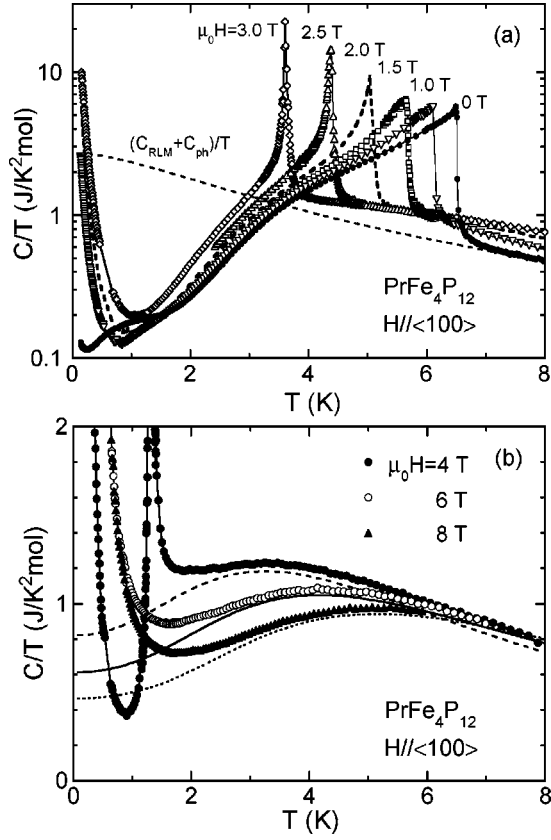 μ₀H=3.0 T
2.5 T
2.0 T
1.5 T
1.0 T
0 T
(a)
10
1
0.1
C/T (J/K²mol)
(C_RLM+C_ph)/T
PrFe₄P₁₂
H//<100>
0 2 4 6 8
T (K)
(b)
2
1
0
C/T (J/K²mol)
μ₀H=4 T
6 T
8 T
PrFe₄P₁₂
H//<100>
0 2 4 6 8
T (K)